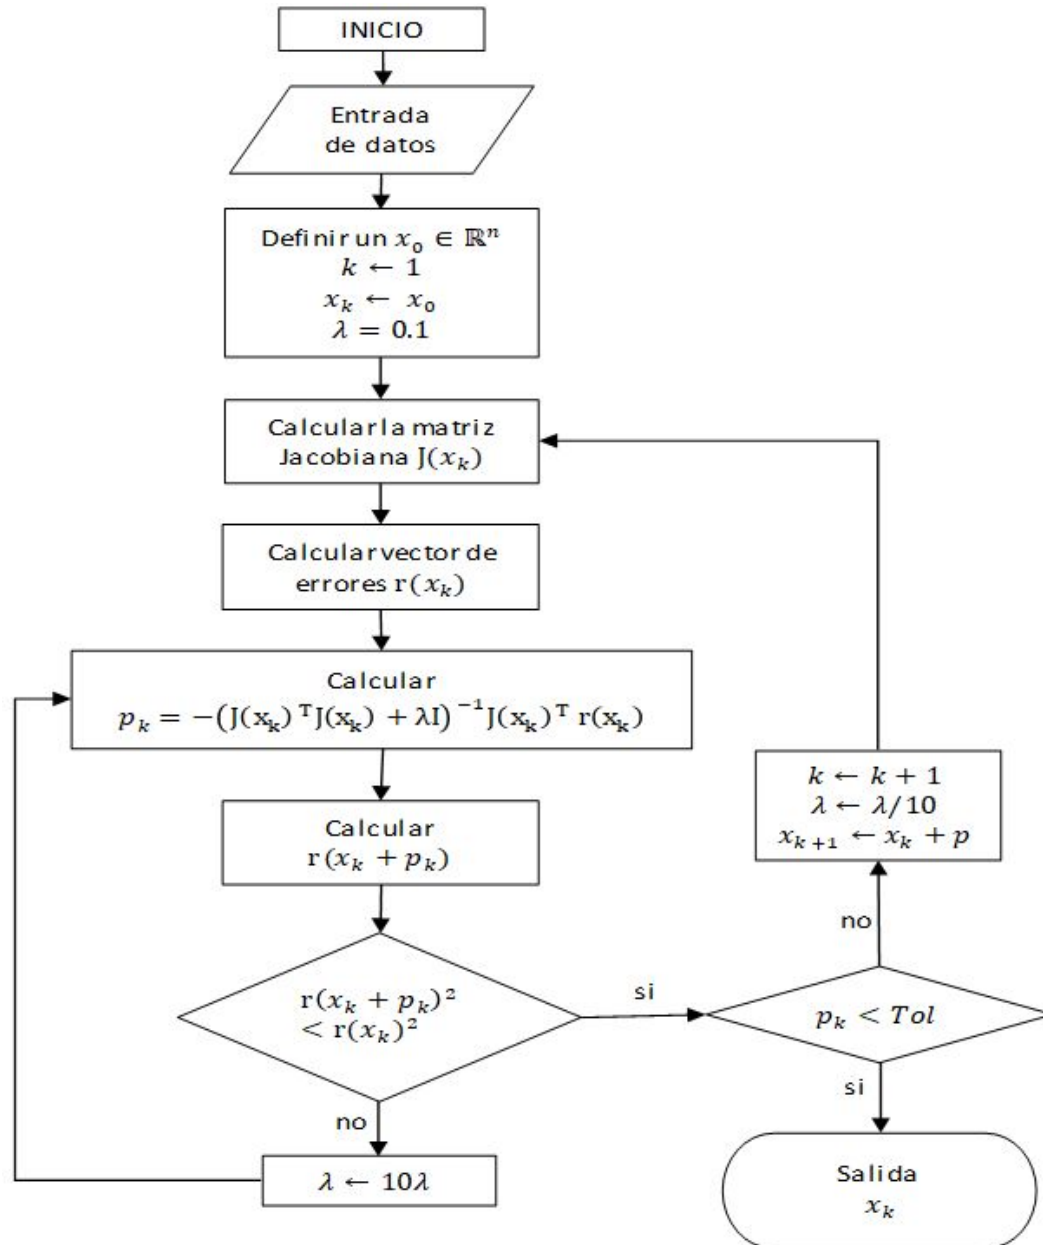 INICIO
Entrada
de datos
Definir un x₀ ∈ ℝⁿ
k ← 1
xₖ ← x₀
λ = 0.1
Calcular la matriz
Jacobiana J(xₖ)
Calcular vector de
errores r(xₖ)
Calcular
pₖ = −(J(xₖ)ᵀJ(xₖ) + λI)⁻¹J(xₖ)ᵀ r(xₖ)
Calcular
r(xₖ + pₖ)
r(xₖ + pₖ)²
< r(xₖ)²
si
no
λ ← 10λ
pₖ < Tol
no
k ← k + 1
λ ← λ/10
xₖ₊₁ ← xₖ + p
si
Salida
xₖ